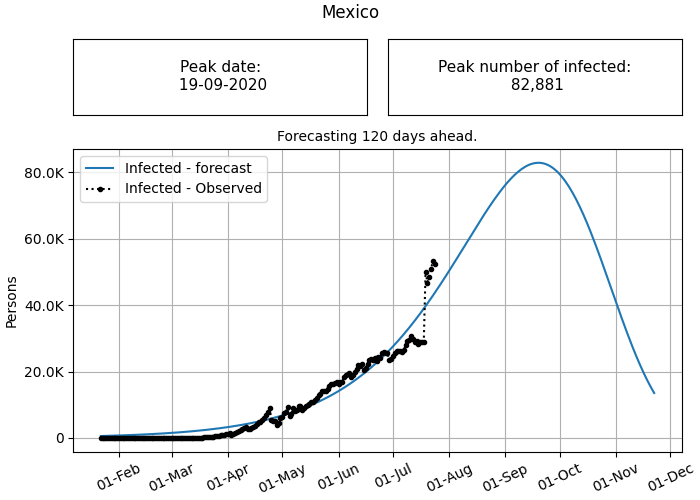 Mexico
Peak date:
19-09-2020
Peak number of infected:
82,881
Forecasting 120 days ahead.
Infected - forecast
Infected - Observed
Persons
80.0K
60.0K
40.0K
20.0K
0
01-Feb
01-Mar
01-Apr
01-May
01-Jun
01-Jul
01-Aug
01-Sep
01-Oct
01-Nov
01-Dec